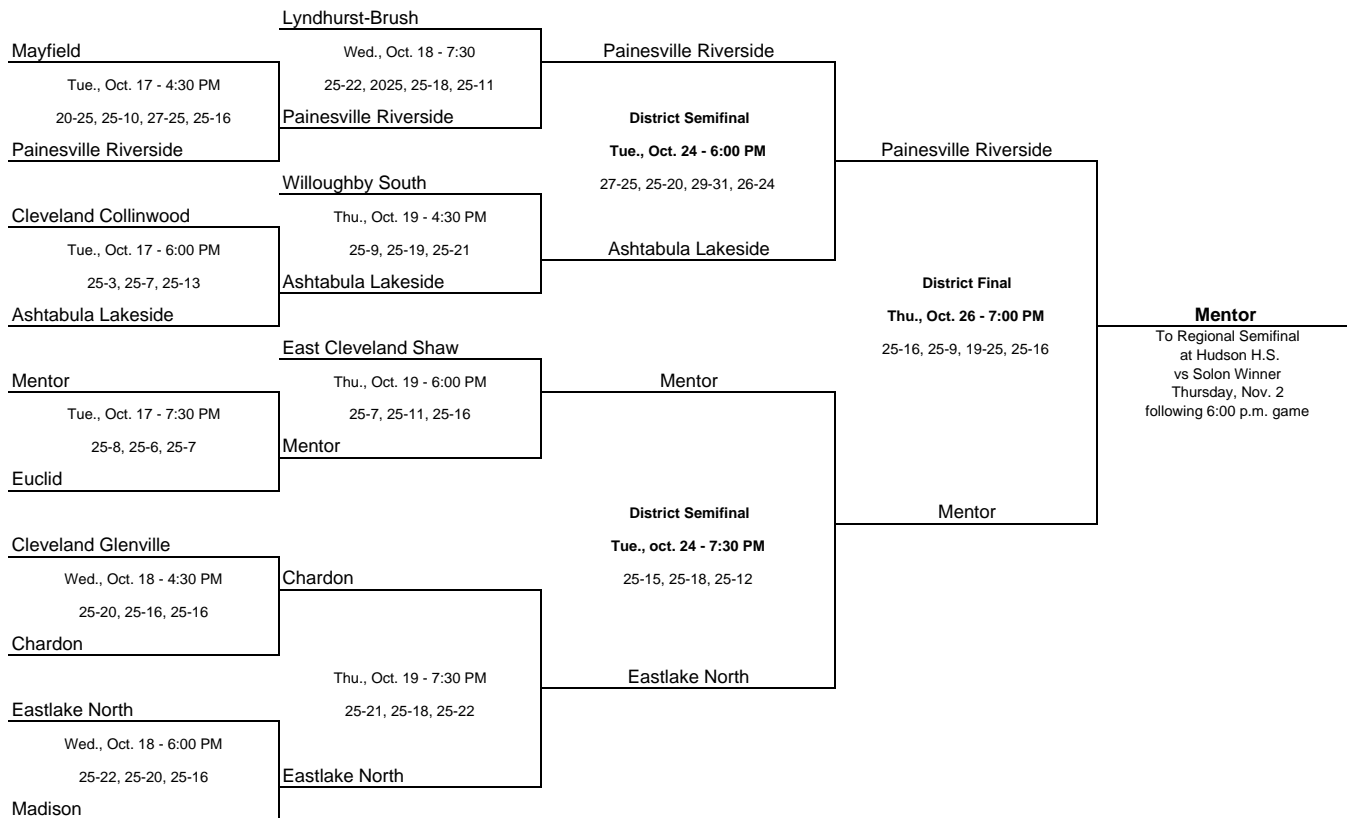 Lyndhurst-Brush
Mayfield
Wed., Oct. 18 - 7:30
Painesville Riverside
Tue., Oct. 17 - 4:30 PM
25-22, 2025, 25-18, 25-11
20-25, 25-10, 27-25, 25-16
Painesville Riverside
District Semifinal
Painesville Riverside
Tue., Oct. 24 - 6:00 PM
Painesville Riverside
Willoughby South
27-25, 25-20, 29-31, 26-24
Cleveland Collinwood
Thu., Oct. 19 - 4:30 PM
Tue., Oct. 17 - 6:00 PM
25-9, 25-19, 25-21
Ashtabula Lakeside
25-3, 25-7, 25-13
Ashtabula Lakeside
District Final
Ashtabula Lakeside
Thu., Oct. 26 - 7:00 PM
Mentor
To Regional Semifinal
East Cleveland Shaw
25-16, 25-9, 19-25, 25-16
at Hudson H.S.
vs Solon Winner
Mentor
Thu., Oct. 19 - 6:00 PM
Mentor
Thursday, Nov. 2
Tue., Oct. 17 - 7:30 PM
25-7, 25-11, 25-16
following 6:00 p.m. game
25-8, 25-6, 25-7
Mentor
Euclid
District Semifinal
Mentor
Cleveland Glenville
Tue., oct. 24 - 7:30 PM
Wed., Oct. 18 - 4:30 PM
Chardon
25-15, 25-18, 25-12
25-20, 25-16, 25-16
Chardon
Thu., Oct. 19 - 7:30 PM
Eastlake North
Eastlake North
25-21, 25-18, 25-22
Wed., Oct. 18 - 6:00 PM
25-22, 25-20, 25-16
Eastlake North
Madison